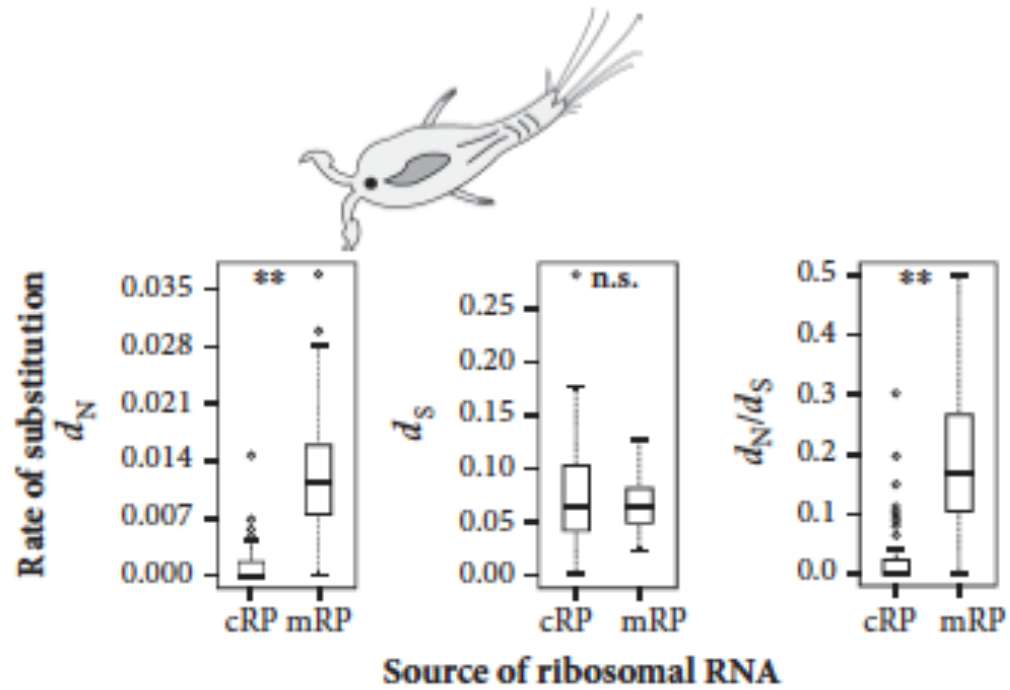 Rate of substitution
dN
0.035
0.028
0.021
0.014
0.007
0.000
**
cRP mRP
dS
0.25
0.20
0.15
0.10
0.05
0.00
n.s.
cRP mRP
dN/dS
0.5
0.4
0.3
0.2
0.1
0.0
**
cRP mRP
Source of ribosomal RNA